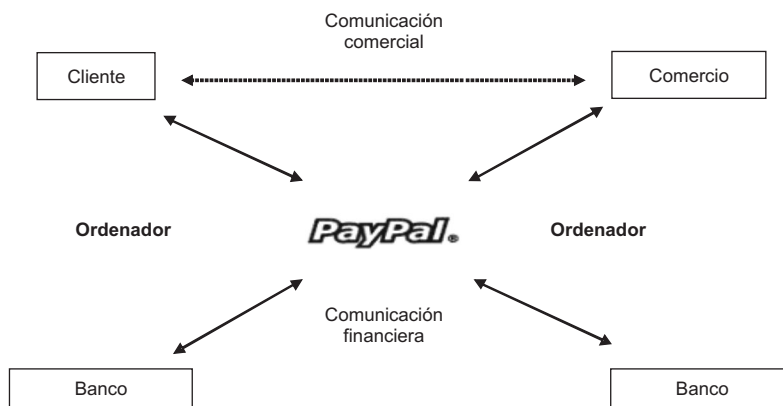 Comunicación
comercial
Cliente
Comercio
Ordenador
PayPal®
Ordenador
Comunicación
financiera
Banco
Banco